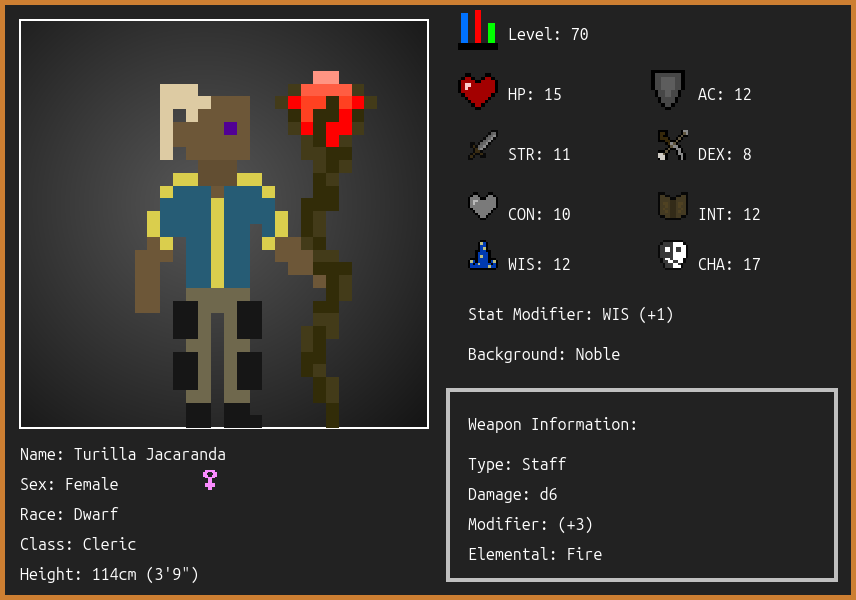 Level: 70
HP: 15
AC: 12
STR: 11
DEX: 8
CON: 10
INT: 12
WIS: 12
CHA: 17
Stat Modifier: WIS (+1)
Background: Noble
Weapon Information:
Type: Staff
Damage: d6
Modifier: (+3)
Elemental: Fire
Name: Turilla Jacaranda
Sex: Female
Race: Dwarf
Class: Cleric
Height: 114cm (3'9")